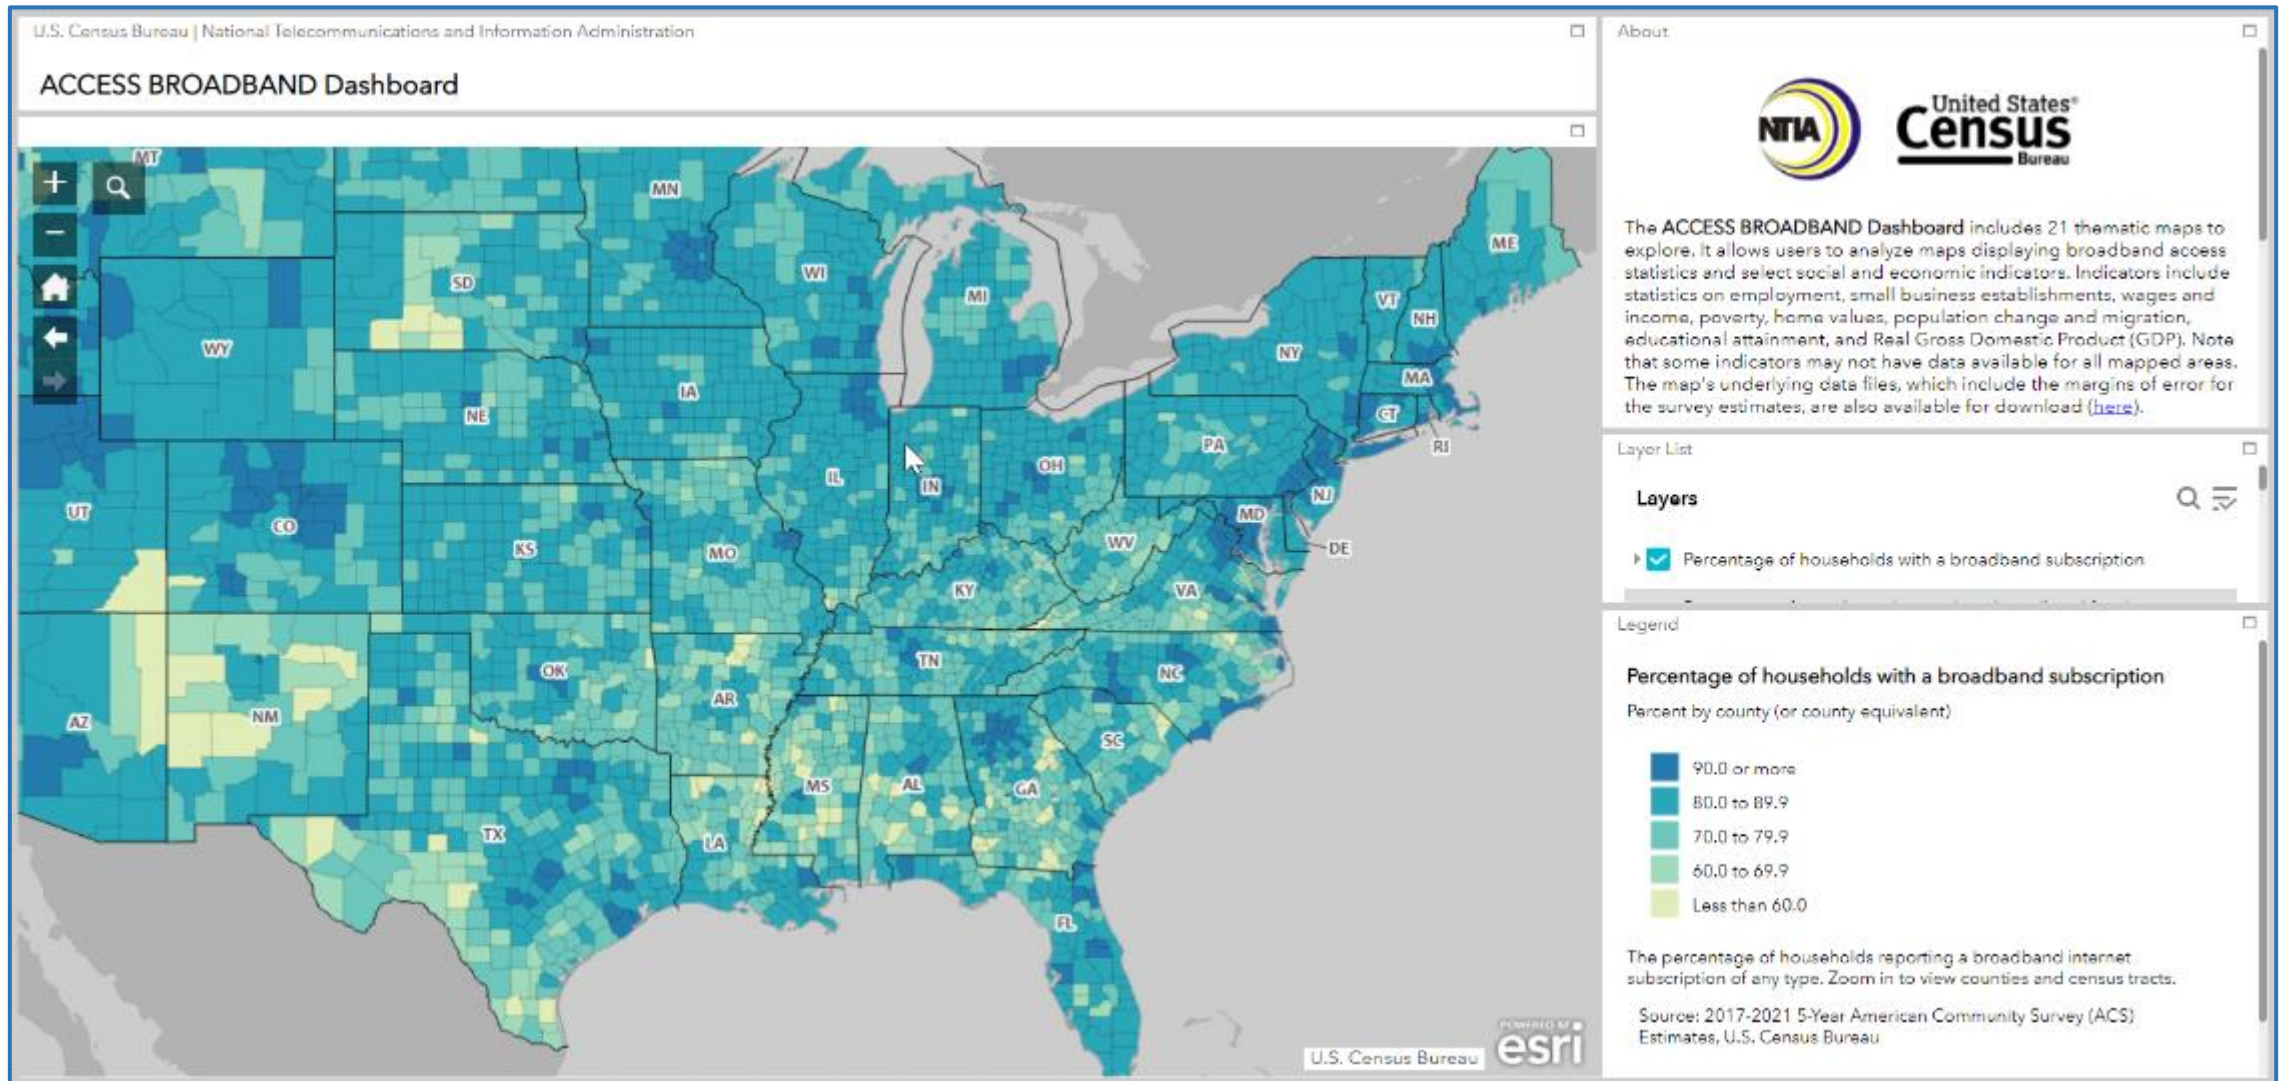 U.S. Census Bureau | National Telecommunications and Information Administration
ACCESS BROADBAND Dashboard
MT
MN
ME
SD
WI
MI
VT
NH
WY
NY
IA
MA
NE
CT
PA
RI
IL
IN
OH
NJ
UT
CO
MD
KS
MO
WV
DE
KY
VA
TN
OK
NC
AR
AZ
NM
SC
MS
AL
GA
TX
LA
FL
POWERED BY
esri
U.S. Census Bureau
About
NTIA
United States®
Census
Bureau
The ACCESS BROADBAND Dashboard includes 21 thematic maps to
explore. It allows users to analyze maps displaying broadband access
statistics and select social and economic indicators. Indicators include
statistics on employment, small business establishments, wages and
income, poverty, home values, population change and migration,
educational attainment, and Real Gross Domestic Product (GDP). Note
that some indicators may not have data available for all mapped areas.
The map's underlying data files, which include the margins of error for
the survey estimates, are also available for download (here).
Layer List
Layers
Percentage of households with a broadband subscription
Legend
Percentage of households with a broadband subscription
Percent by county (or county equivalent)
90.0 or more
80.0 to 89.9
70.0 to 79.9
60.0 to 69.9
Less than 60.0
The percentage of households reporting a broadband internet
subscription of any type. Zoom in to view counties and census tracts.
Source: 2017-2021 5-Year American Community Survey (ACS)
Estimates, U.S. Census Bureau